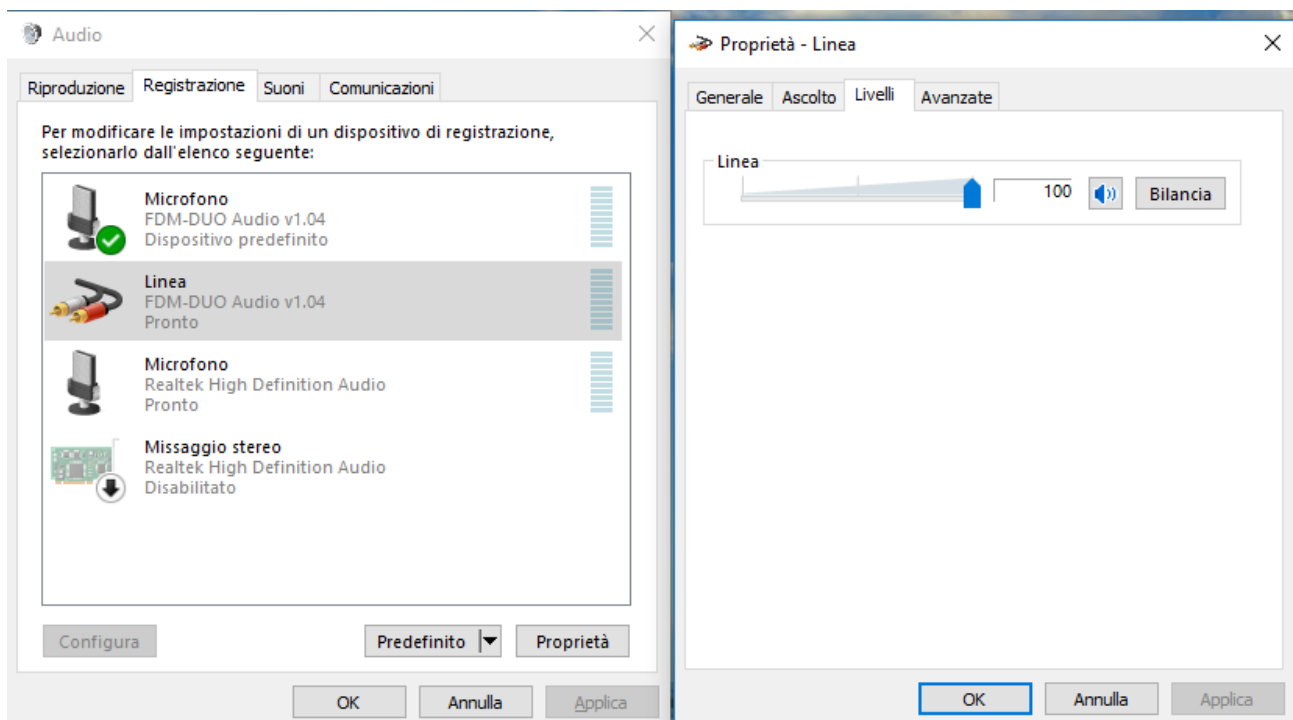 Audio
Riproduzione Registrazione Suoni Comunicazioni
Per modificare le impostazioni di un dispositivo di registrazione,
selezionarlo dall'elenco seguente:
Microfono
FDM-DUO Audio v1.04
Dispositivo predefinito
Linea
FDM-DUO Audio v1.04
Pronto
Microfono
Realtek High Definition Audio
Pronto
Missaggio stereo
Realtek High Definition Audio
Disabilitato
Configura Predefinito Proprietà
OK Annulla Applica
Proprietà - Linea
Generale Ascolto Livelli Avanzate
Linea
100 Bilancia
OK Annulla Applica